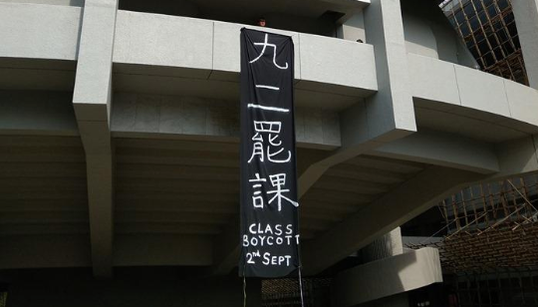 九二罷課
CLASS
BOYCOTT
2nd SEPT